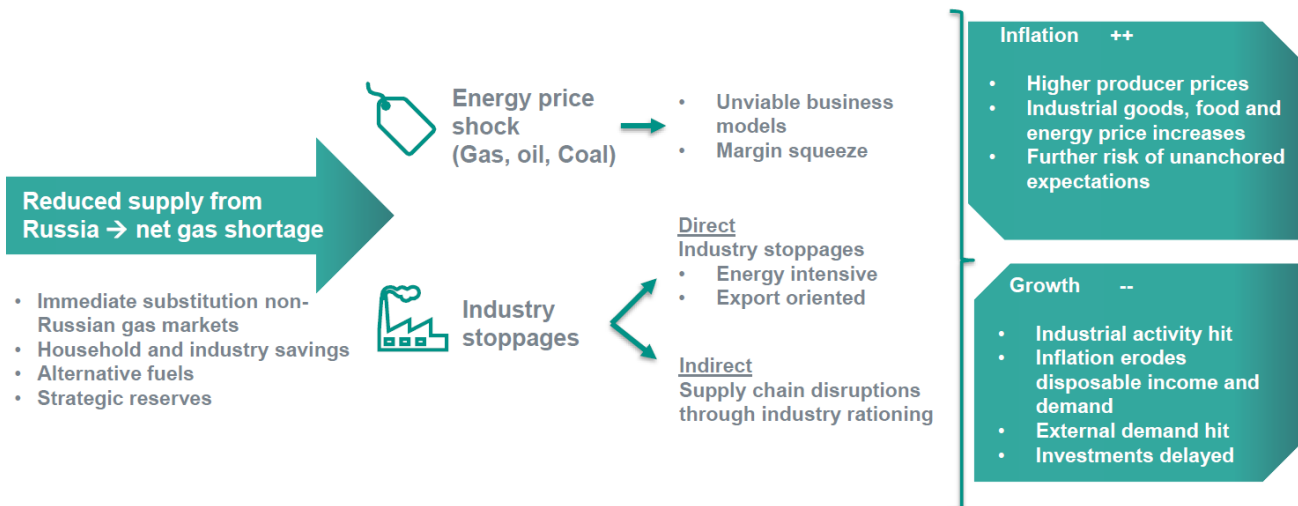 Reduced supply from
Russia → net gas shortage
• Immediate substitution non-
Russian gas markets
• Household and industry savings
• Alternative fuels
• Strategic reserves
Energy price
shock
(Gas, oil, Coal)
• Unviable business
models
• Margin squeeze
Industry
stoppages
Direct
Industry stoppages
• Energy intensive
• Export oriented
Indirect
Supply chain disruptions
through industry rationing
Inflation ++
• Higher producer prices
• Industrial goods, food and
energy price increases
• Further risk of unanchored
expectations
Growth --
• Industrial activity hit
• Inflation erodes
disposable income and
demand
• External demand hit
• Investments delayed